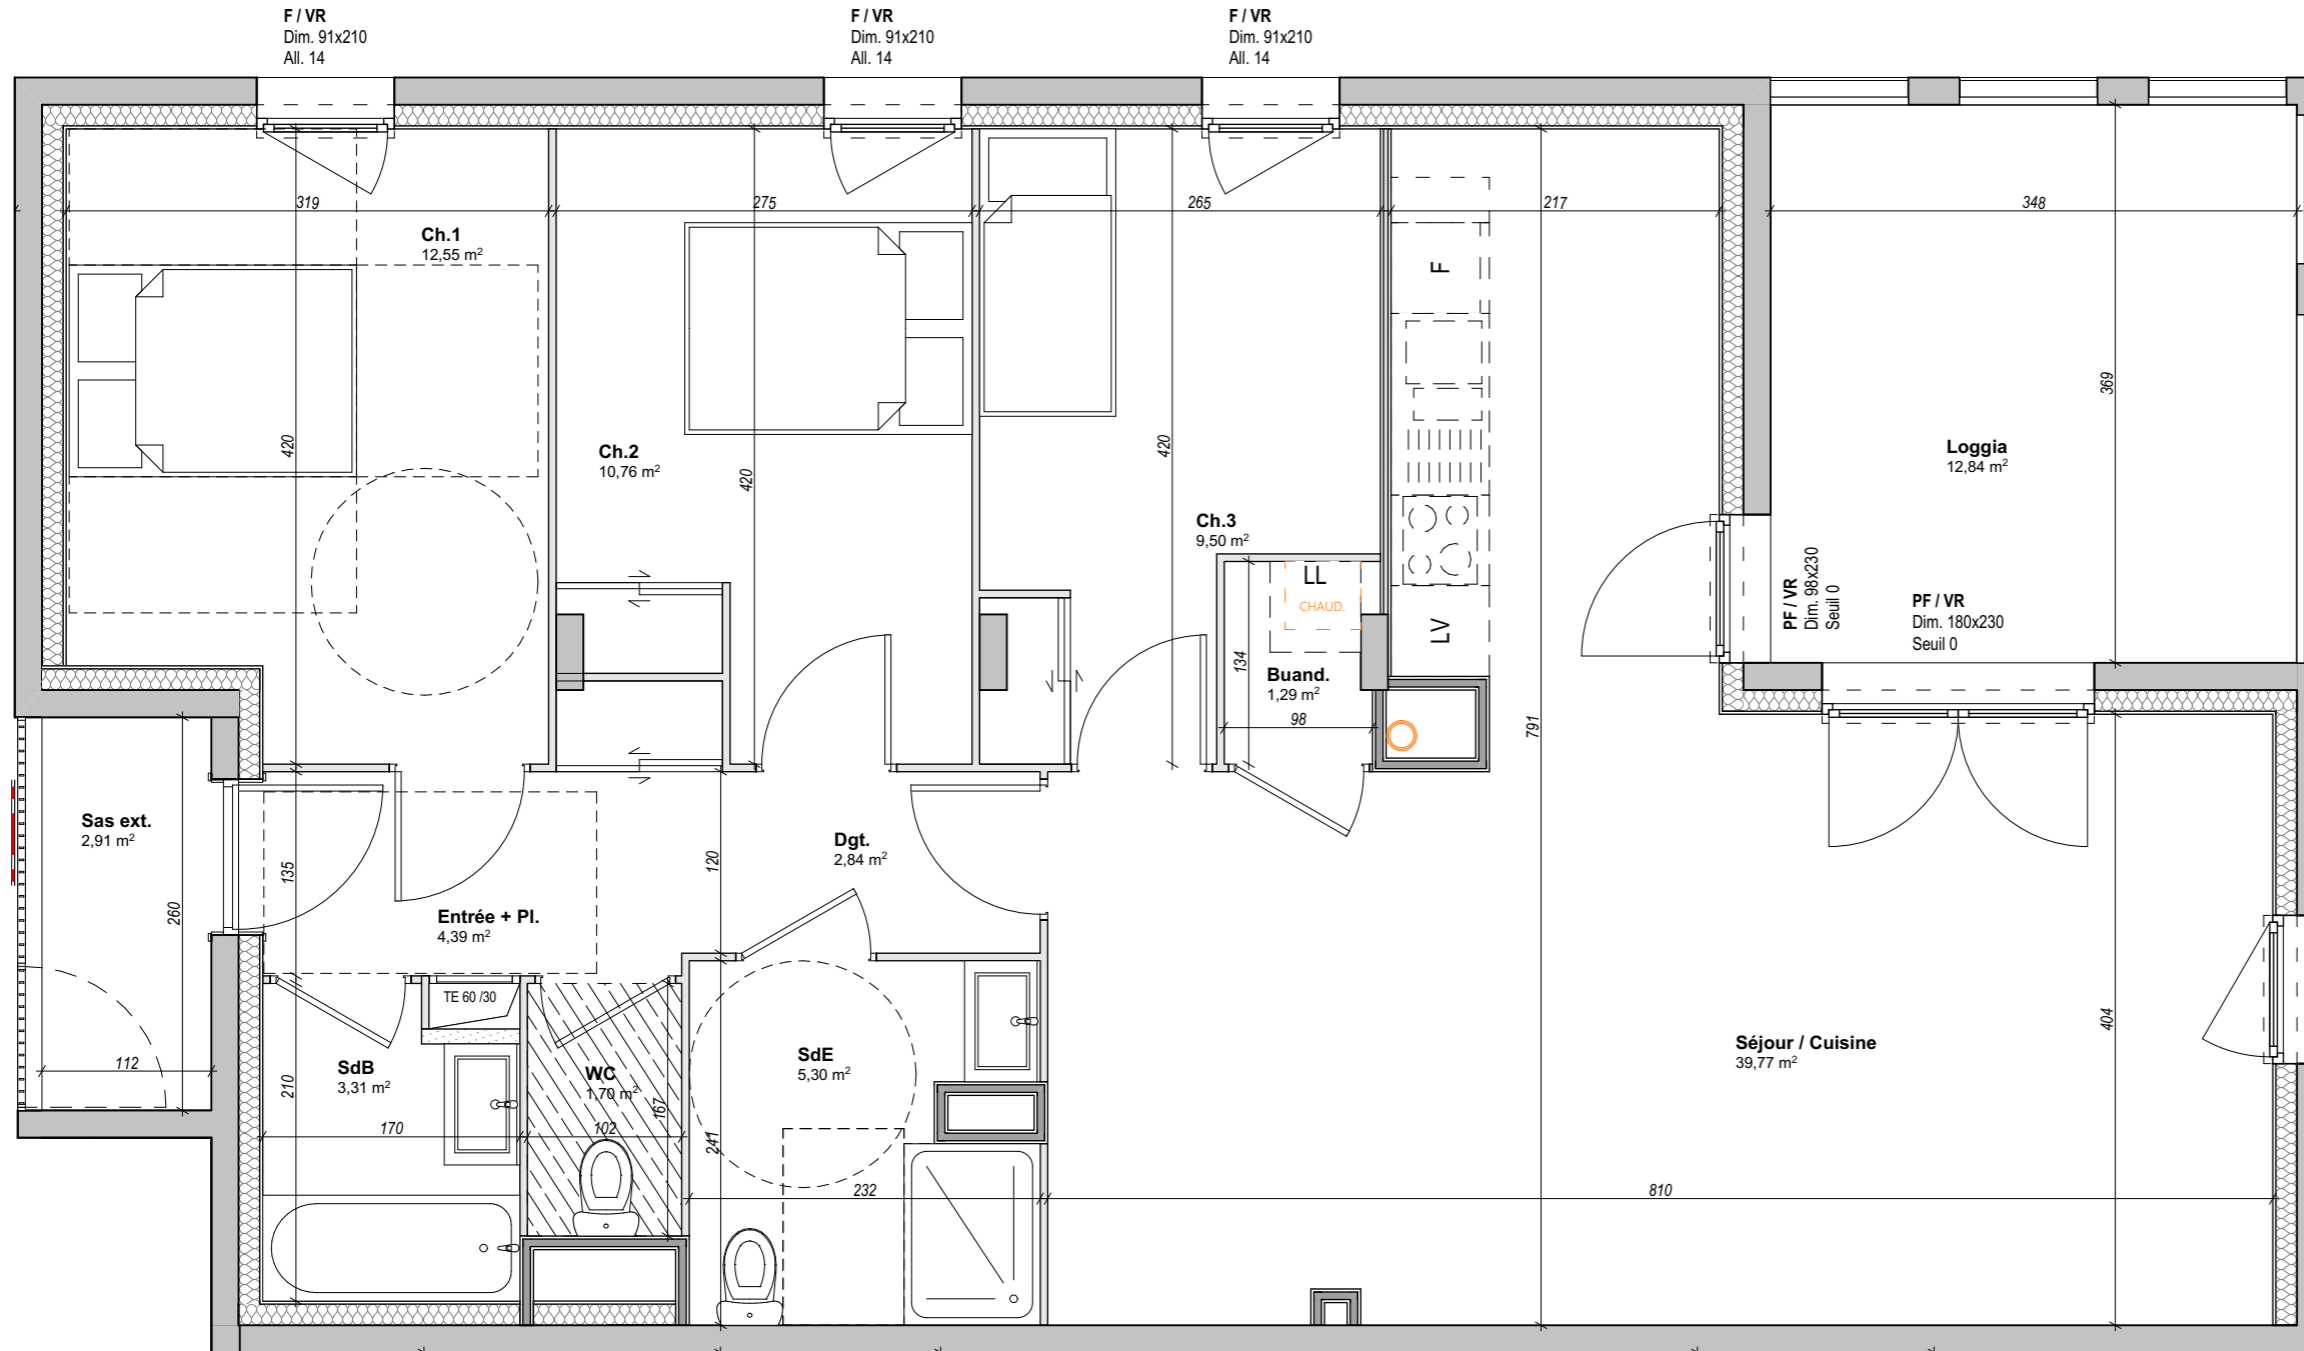 F / VR
Dim. 91x210
All. 14
F / VR
Dim. 91x210
All. 14
F / VR
Dim. 91x210
All. 14
319
275
265
217
348
Ch.1
12,55 m²
F
369
420
Ch.2
10,76 m²
420
420
Loggia
12,84 m²
Ch.3
9,50 m²
LL
CHAUD.
LV
PF / VR
Dim. 98x230
Seuil 0
PF / VR
Dim. 180x230
Seuil 0
134
Buand.
1,29 m²
98
791
Sas ext.
2,91 m²
135
120
Dgt.
2,84 m²
260
Entrée + Pl.
4,39 m²
TE 60 /30
404
Séjour / Cuisine
39,77 m²
112
SdB
3,31 m²
210
WC
1,70 m²
167
SdE
5,30 m²
170
102
241
232
810